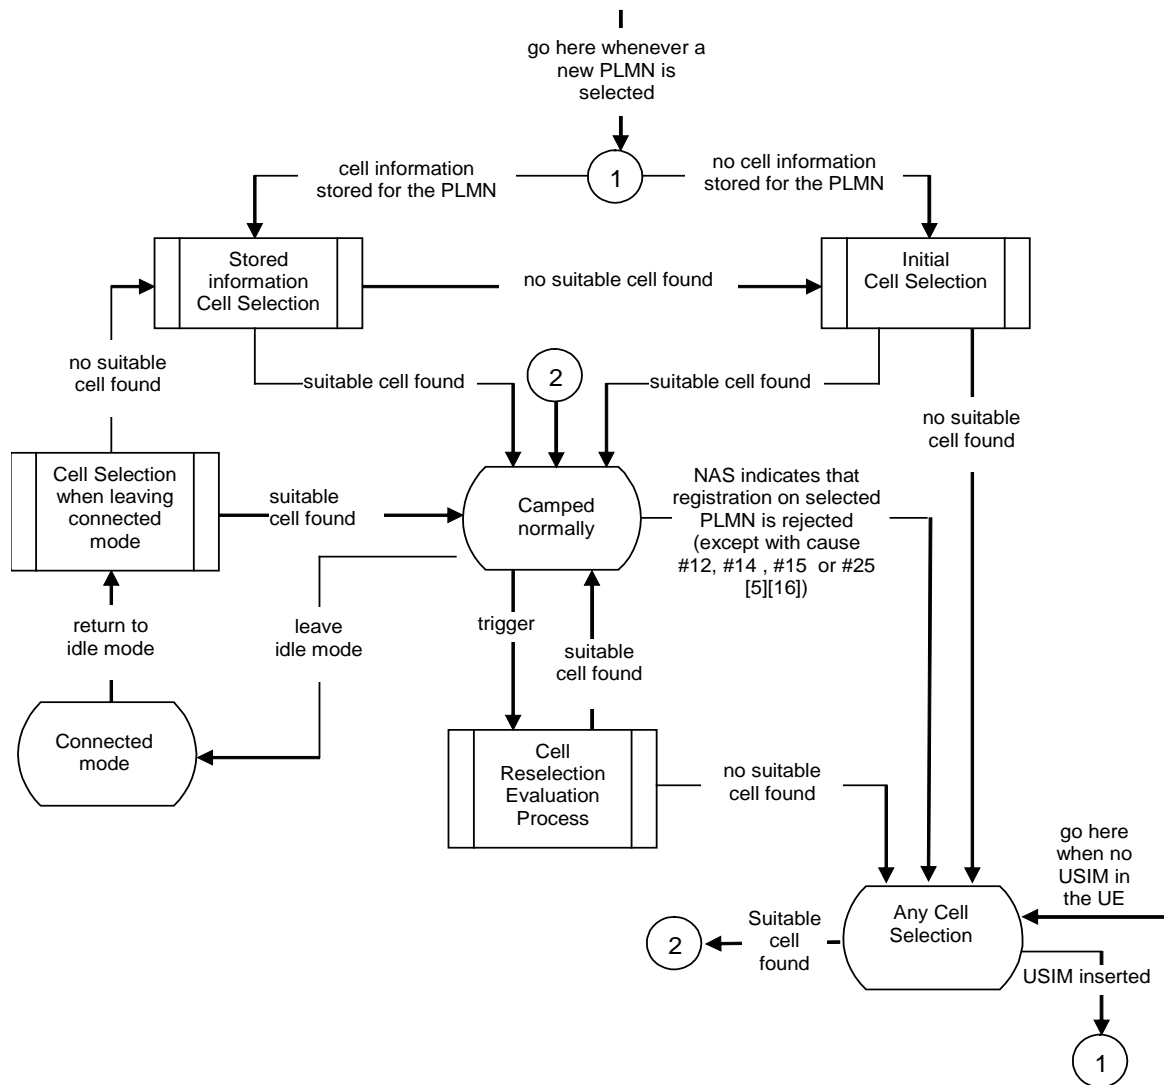 go here whenever a
new PLMN is
selected
1
cell information
stored for the PLMN
no cell information
stored for the PLMN
Stored
information
Cell Selection
no suitable cell found
Initial
Cell Selection
no suitable
cell found
suitable cell found
2
suitable cell found
no suitable
cell found
Cell Selection
when leaving
connected
mode
suitable
cell found
Camped
normally
NAS indicates that
registration on selected
PLMN is rejected
(except with cause
#12, #14 , #15 or #25
[5][16])
return to
idle mode
leave
idle mode
trigger
suitable
cell found
Connected
mode
Cell
Reselection
Evaluation
Process
no suitable
cell found
go here
when no
USIM in
the UE
2
Suitable
cell
found
Any Cell
Selection
USIM inserted
1